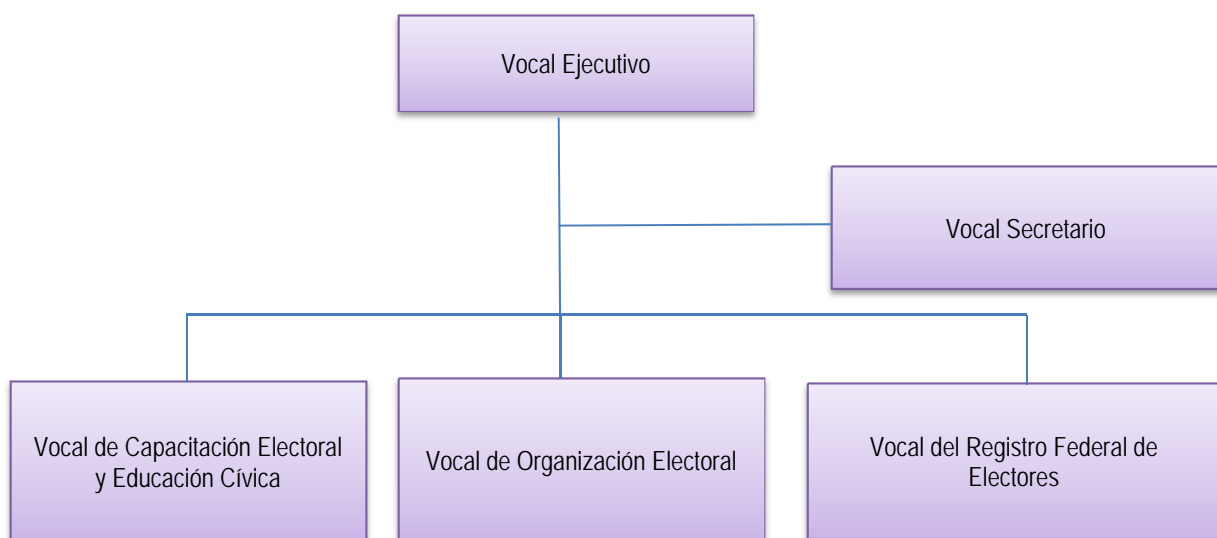 Vocal Ejecutivo
Vocal Secretario
Vocal de Capacitación Electoral
y Educación Cívica
Vocal de Organización Electoral
Vocal del Registro Federal de
Electores